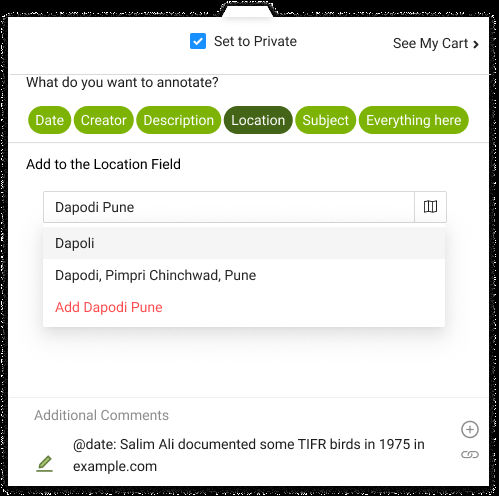 Set to Private
See My Cart
What do you want to annotate?
Date Creator Description Location Subject Everything here
Add to the Location Field
Dapodi Pune
Dapoli
Dapodi, Pimpri Chinchwad, Pune
Add Dapodi Pune
Additional Comments
@date: Salim Ali documented some TIFR birds in 1975 in
example.com